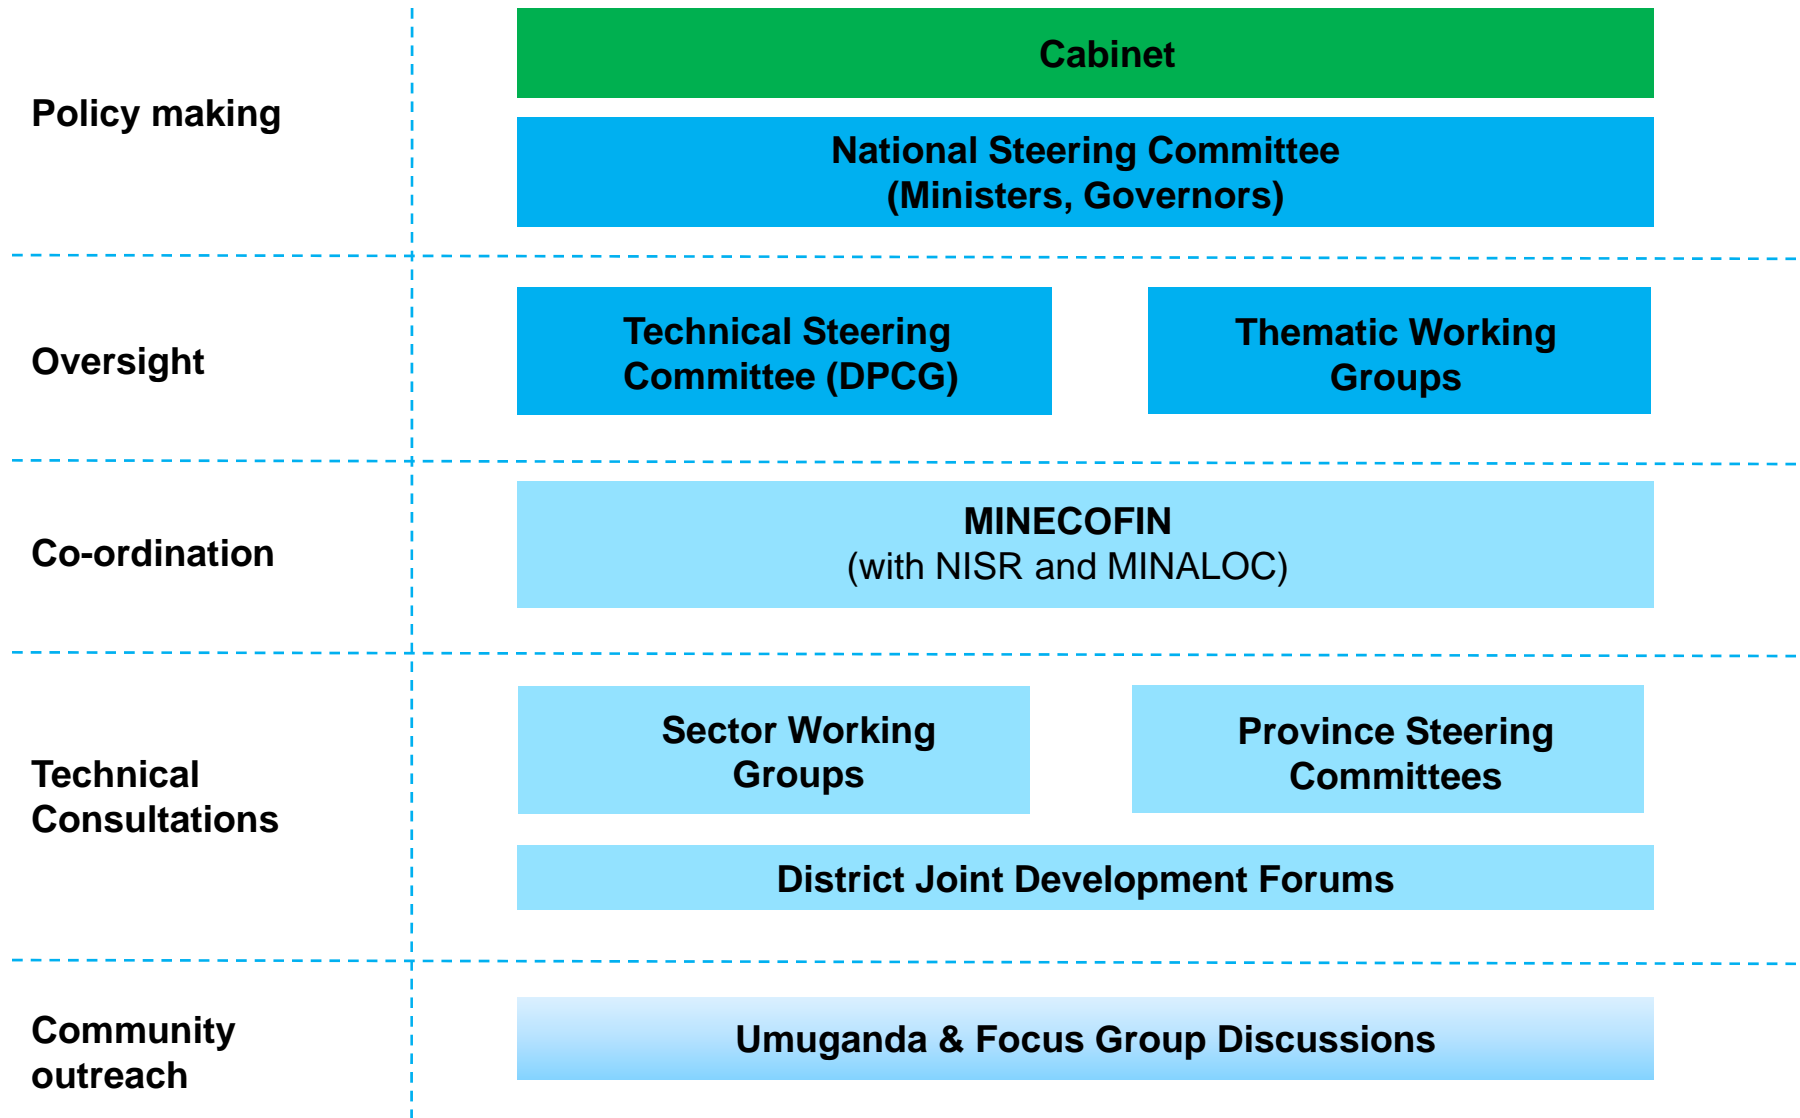 Policy making
Cabinet
National Steering Committee
(Ministers, Governors)
Oversight
Technical Steering
Committee (DPCG)
Thematic Working
Groups
Co-ordination
MINECOFIN
(with NISR and MINALOC)
Technical
Consultations
Sector Working
Groups
Province Steering
Committees
District Joint Development Forums
Community
outreach
Umuganda & Focus Group Discussions